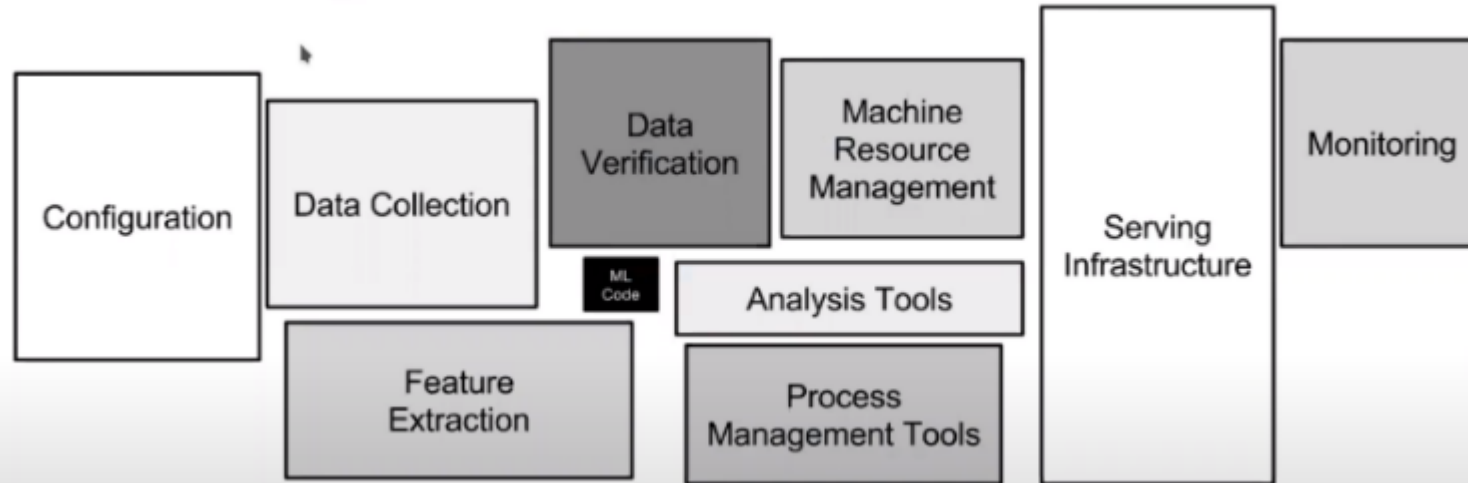 Configuration
Data Collection
Data
Verification
Machine
Resource
Management
Monitoring
Serving
Infrastructure
ML
Code
Analysis Tools
Feature
Extraction
Process
Management Tools